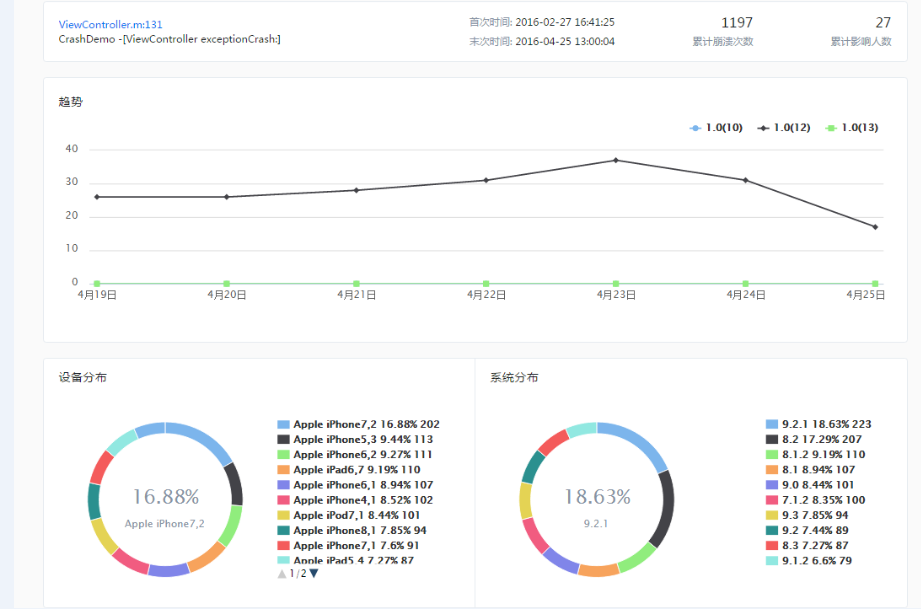 ViewController.m:131
CrashDemo -[ViewController exceptionCrash:]
首次时间: 2016-02-27 16:41:25
末次时间: 2016-04-25 13:00:04
1197
累计崩溃次数
27
累计影响人数
趋势
1.0(10) 1.0(12) 1.0(13)
40
30
20
10
0
4月19日 4月20日 4月21日 4月22日 4月23日 4月24日 4月25日
设备分布
16.88%
Apple iPhone7,2
Apple iPhone7,2 16.88% 202
Apple iPhone5,3 9.44% 113
Apple iPhone6,2 9.27% 111
Apple iPad6,7 9.19% 110
Apple iPhone6,1 8.94% 107
Apple iPhone4,1 8.52% 102
Apple iPod7,1 8.44% 101
Apple iPhone8,1 7.85% 94
Apple iPhone7,1 7.6% 91
Apple iPad5,4 7.27% 87
1/2
系统分布
18.63%
9.2.1
9.2.1 18.63% 223
8.2 17.29% 207
8.1.2 9.19% 110
8.1 8.94% 107
9.0 8.44% 101
7.1.2 8.35% 100
9.3 7.85% 94
9.2 7.44% 89
8.3 7.27% 87
9.1.2 6.6% 79